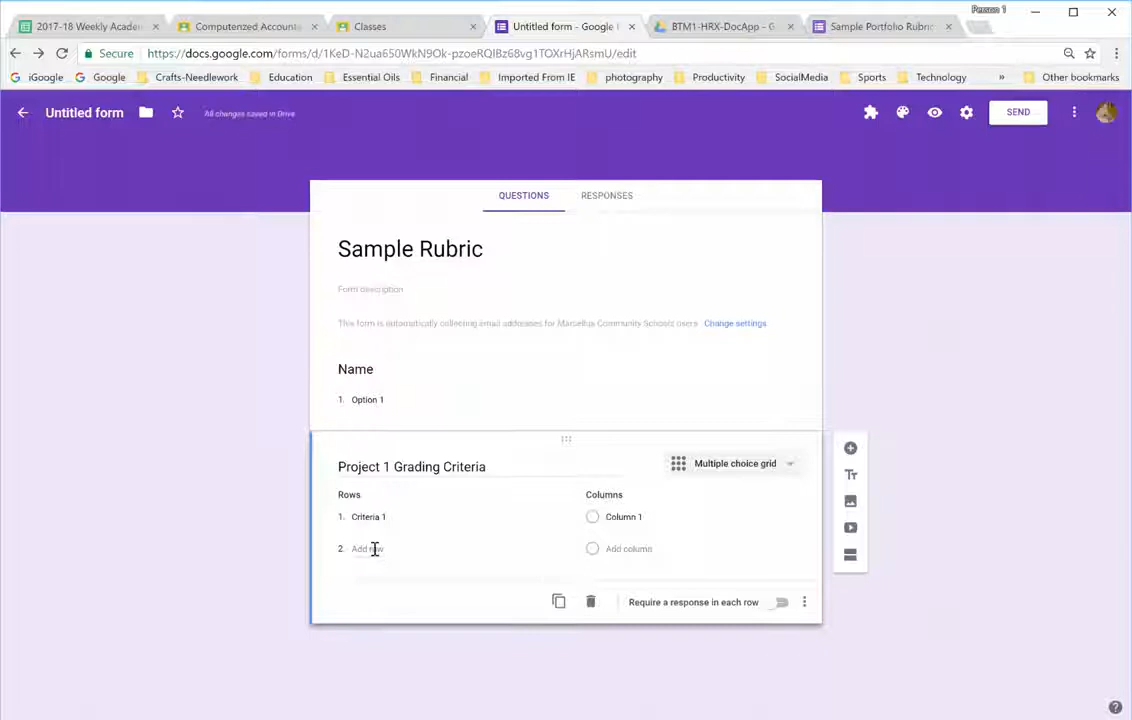 Person 1
2017-18 Weekly Acade
Computerized Account
Classes
Untitled form - Google
BTM1-HRX-DocApp - G
Sample Portfolio Rubric
Secure
https://docs.google.com/forms/d/1KeD-N2ua650WkN9Ok-pzoeRQIBz68vg1TOXrHjARsmU/edit
iGoogle
Google
Crafts-Needlework
Education
Essential Oils
Financial
Imported From IE
photography
Productivity
SocialMedia
Sports
Technology
»
Other bookmarks
Untitled form
All changes saved in Drive
SEND
QUESTIONS
RESPONSES
Sample Rubric
Form description
This form is automatically collecting email addresses for Marcellus Community Schools users.
Change settings
Name
1. Option 1
Project 1 Grading Criteria
Multiple choice grid
Rows
Columns
1. Criteria 1
Column 1
2. Add row
Add column
Require a response in each row